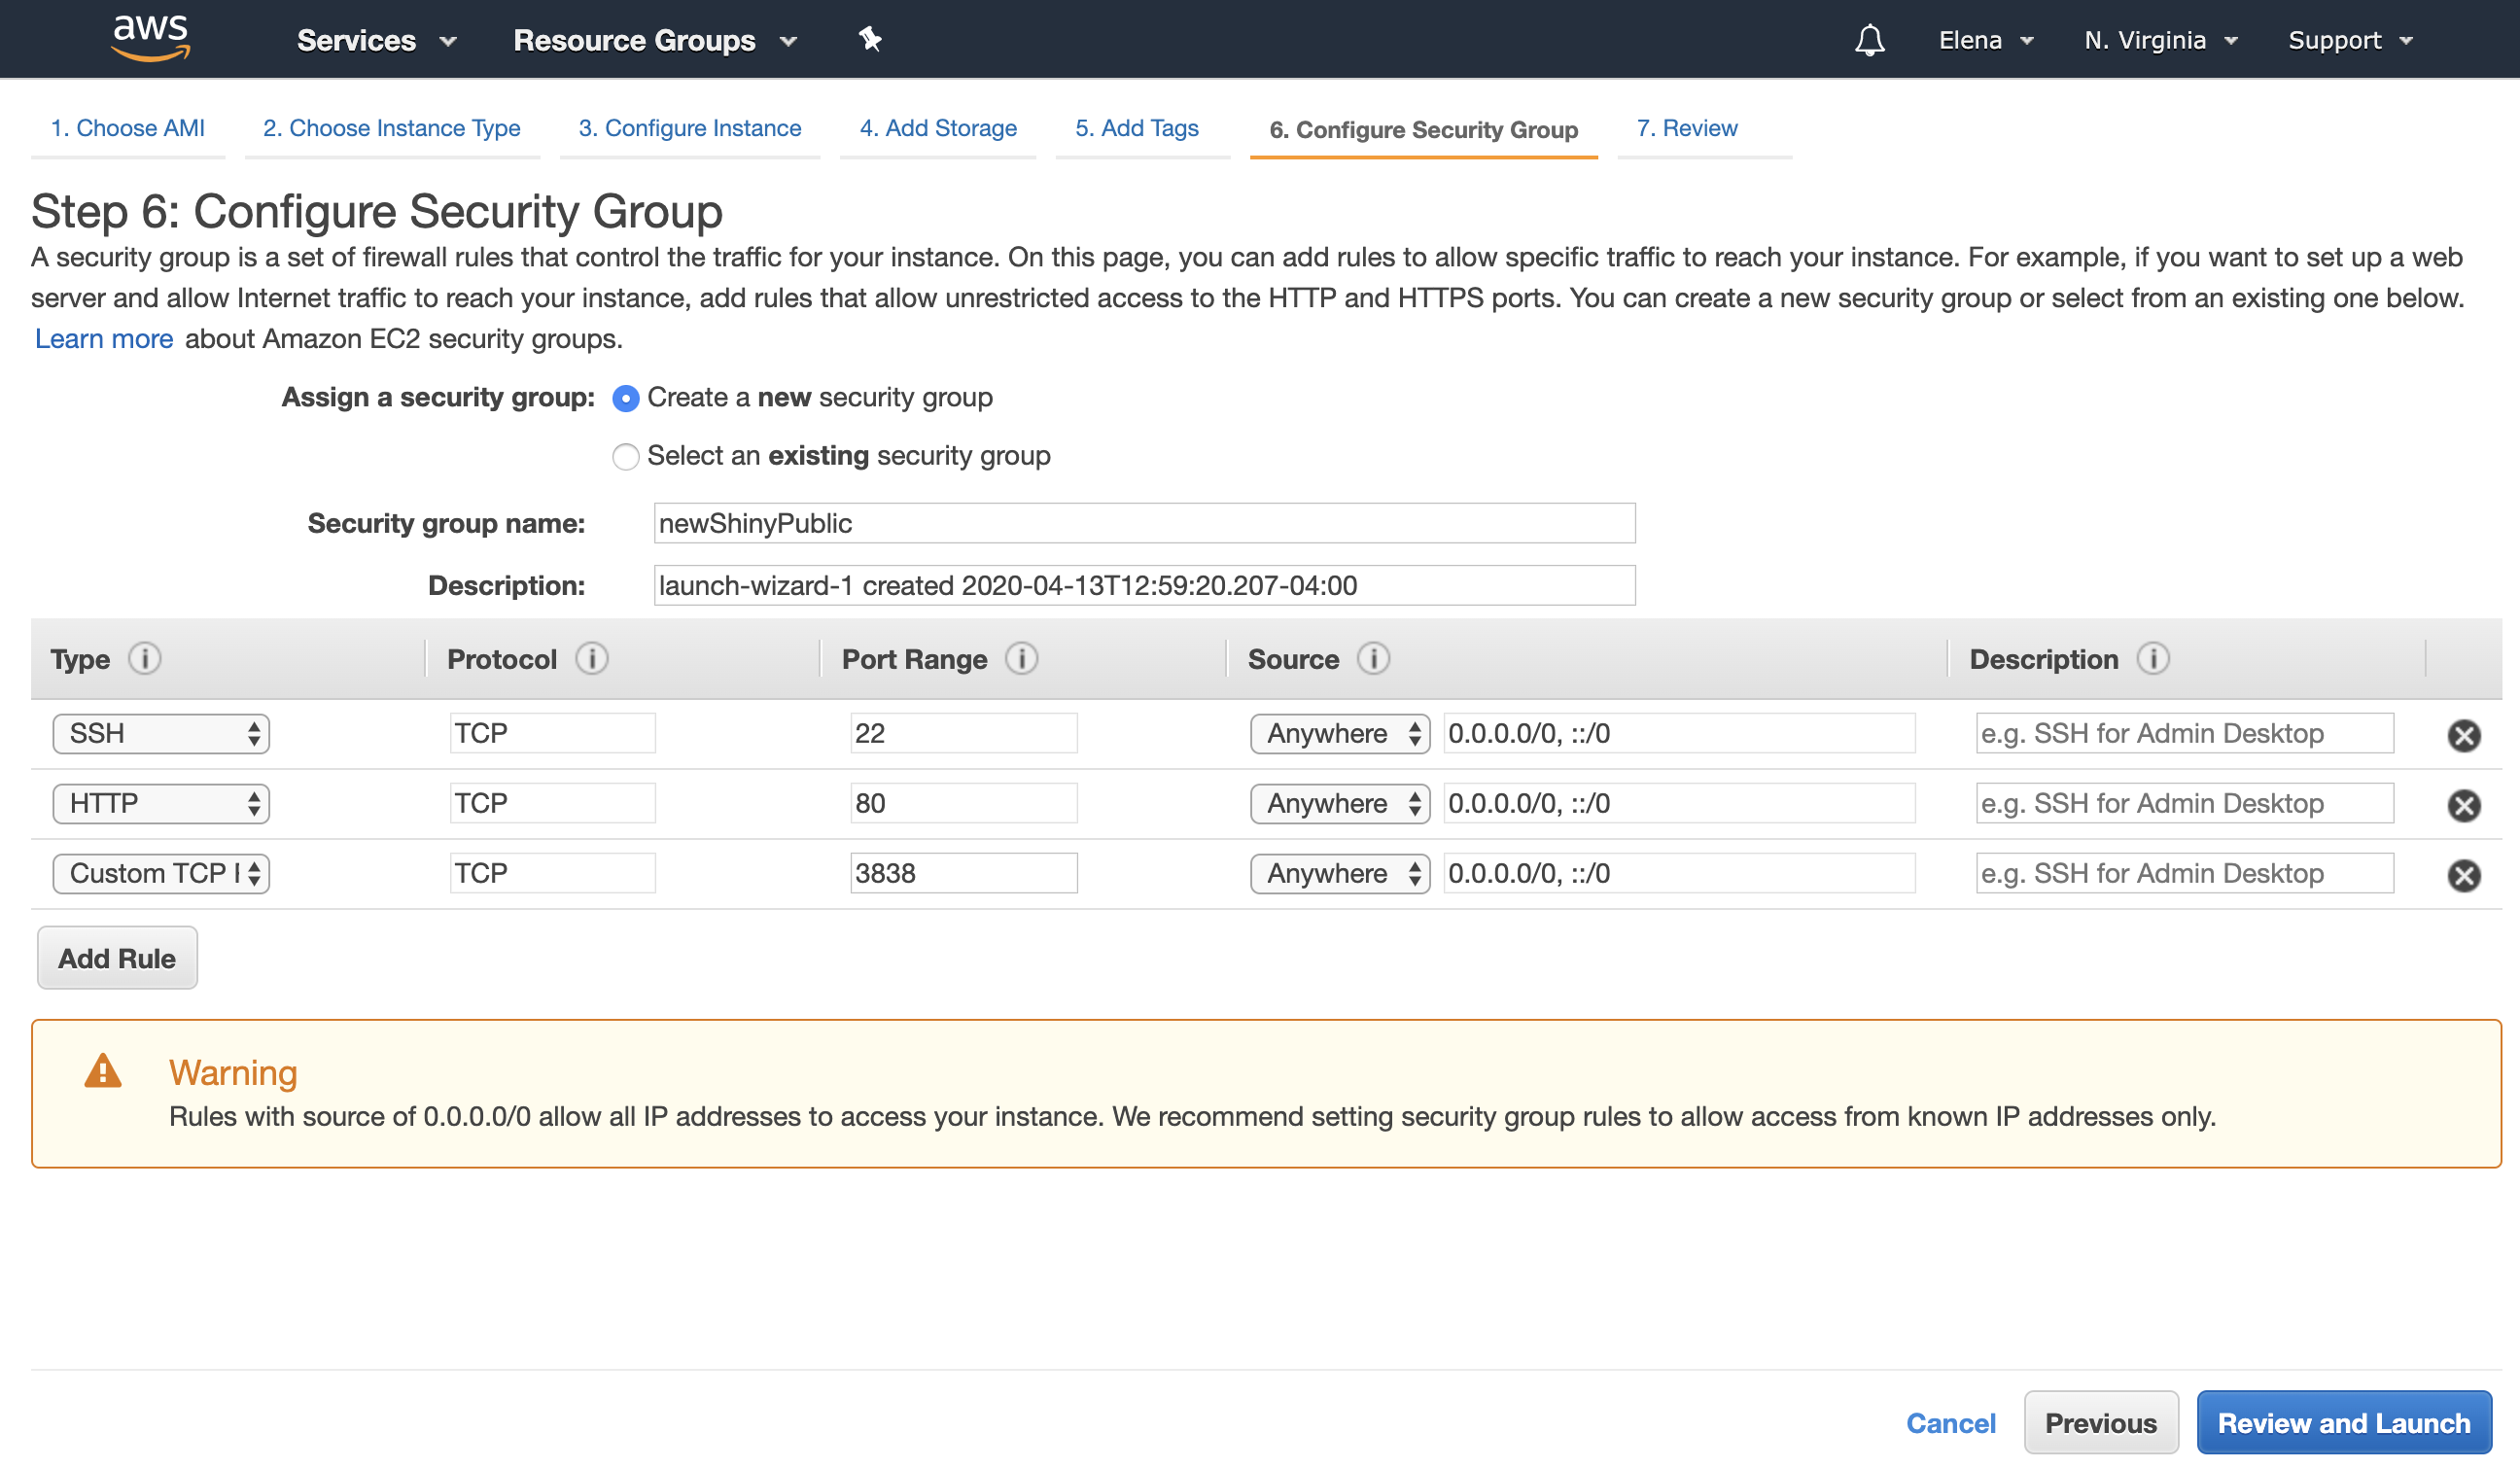 aws Services Resource Groups Elena N. Virginia Support
1. Choose AMI 2. Choose Instance Type 3. Configure Instance 4. Add Storage 5. Add Tags 6. Configure Security Group 7. Review
Step 6: Configure Security Group
A security group is a set of firewall rules that control the traffic for your instance. On this page, you can add rules to allow specific traffic to reach your instance. For example, if you want to set up a web
server and allow Internet traffic to reach your instance, add rules that allow unrestricted access to the HTTP and HTTPS ports. You can create a new security group or select from an existing one below.
Learn more about Amazon EC2 security groups.
Assign a security group: Create a new security group
Select an existing security group
Security group name: newShinyPublic
Description: launch-wizard-1 created 2020-04-13T12:59:20.207-04:00
Type Protocol Port Range Source Description
SSH TCP 22 Anywhere 0.0.0.0/0, ::/0 e.g. SSH for Admin Desktop
HTTP TCP 80 Anywhere 0.0.0.0/0, ::/0 e.g. SSH for Admin Desktop
Custom TCP TCP 3838 Anywhere 0.0.0.0/0, ::/0 e.g. SSH for Admin Desktop
Add Rule
Warning
Rules with source of 0.0.0.0/0 allow all IP addresses to access your instance. We recommend setting security group rules to allow access from known IP addresses only.
Cancel Previous Review and Launch